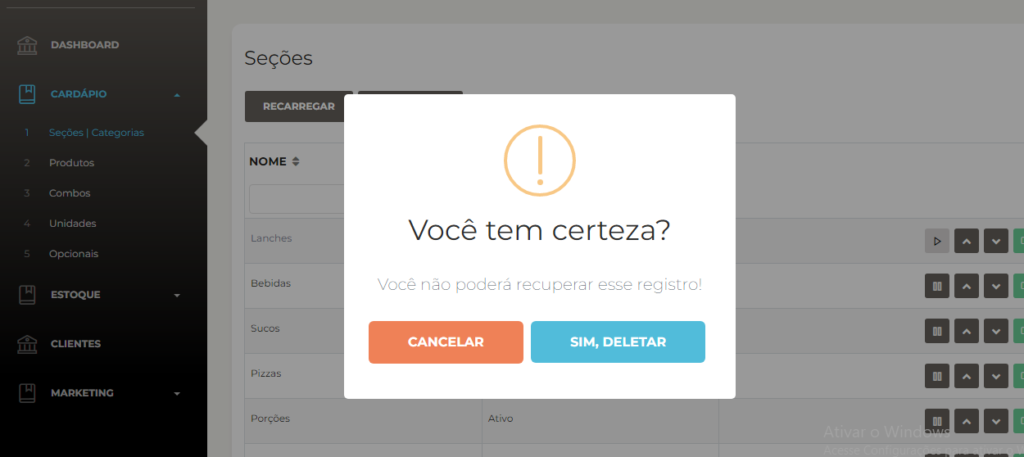 DASHBOARD
CARDÁPIO
1 Seções | Categorias
2 Produtos
3 Combos
4 Unidades
5 Opcionais
ESTOQUE
CLIENTES
MARKETING
Seções
RECARREGAR
NOME
Lanches
Bebidas
Sucos
Pizzas
Porções Ativo
Você tem certeza?
Você não poderá recuperar esse registro!
CANCELAR SIM, DELETAR
Ativar o Windows